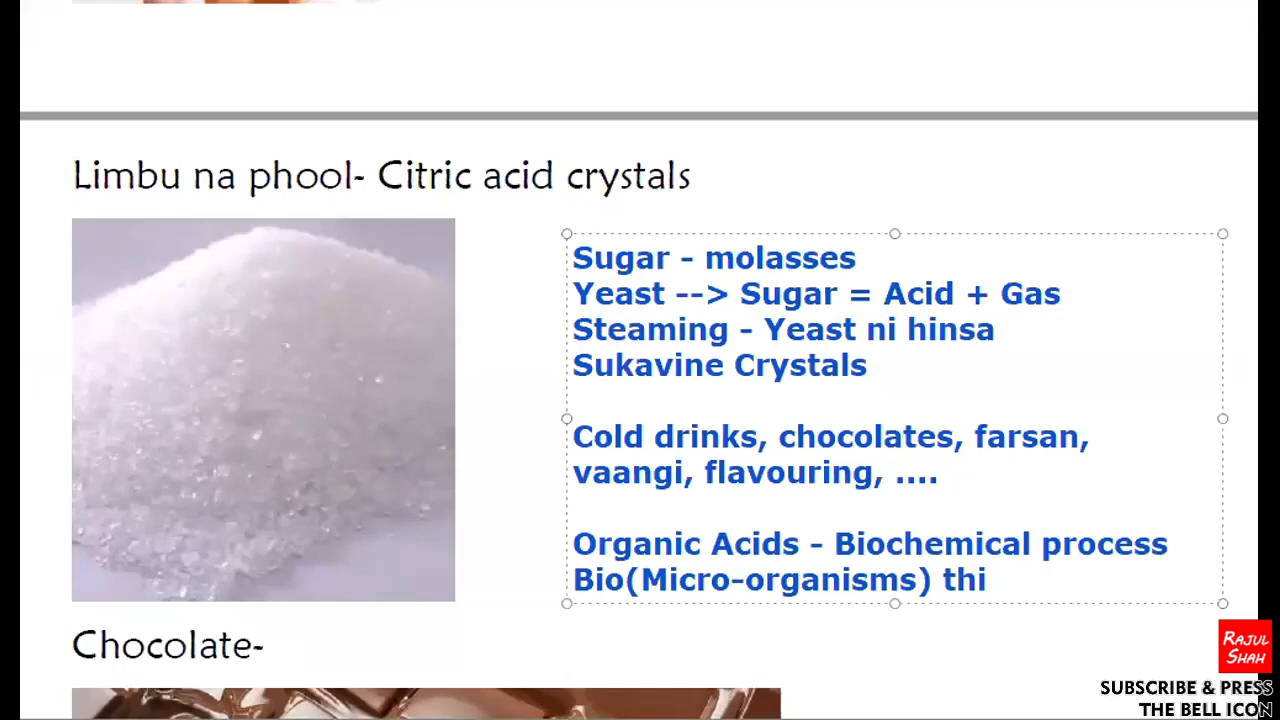 Limbu na phool- Citric acid crystals
Sugar - molasses
Yeast --> Sugar = Acid + Gas
Steaming - Yeast ni hinsa
Sukavine Crystals
Cold drinks, chocolates, farsan,
vaangi, flavouring, ....
Organic Acids - Biochemical process
Bio(Micro-organisms) thi
Chocolate-
RAJUL
SHAH
SUBSCRIBE & PRESS
THE BELL ICON